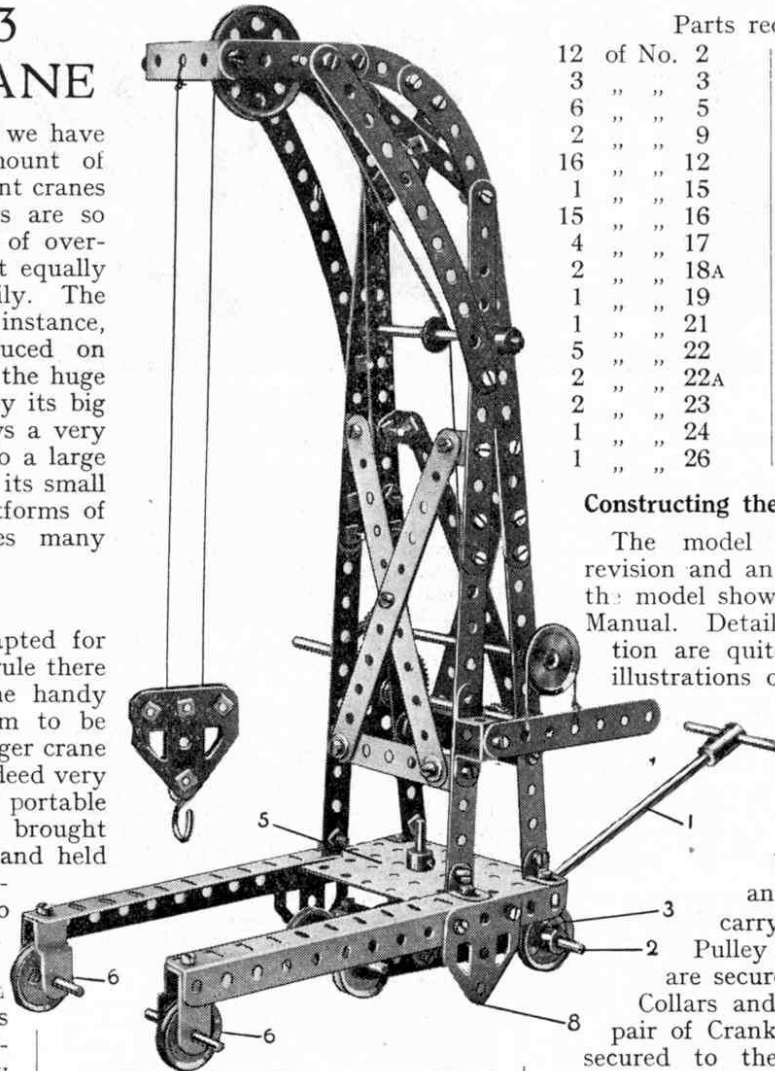 3
ANE
we have
mount of
nt cranes
s are so
of over-
t equally
ily. The
instance,
uced on
the huge
y its big
ys a very
o a large
its small
tforms of
es many
apted for
rule there
ne handy
m to be
ger crane
deed very
portable
brought
and held
Parts req
12 of No. 2
3 „ „ 3
6 „ „ 5
2 „ „ 9
16 „ „ 12
1 „ „ 15
15 „ „ 16
4 „ „ 17
2 „ „ 18A
1 „ „ 19
1 „ „ 21
5 „ „ 22
2 „ „ 22A
2 „ „ 23
1 „ „ 24
1 „ „ 26
Constructing the
The model
revision and an
the model show
Manual. Detail
tion are quit
illustrations o
an
carry
Pulley
are secur
Collars and
pair of Crank
secured to the
1
2
3
5
6
6
8